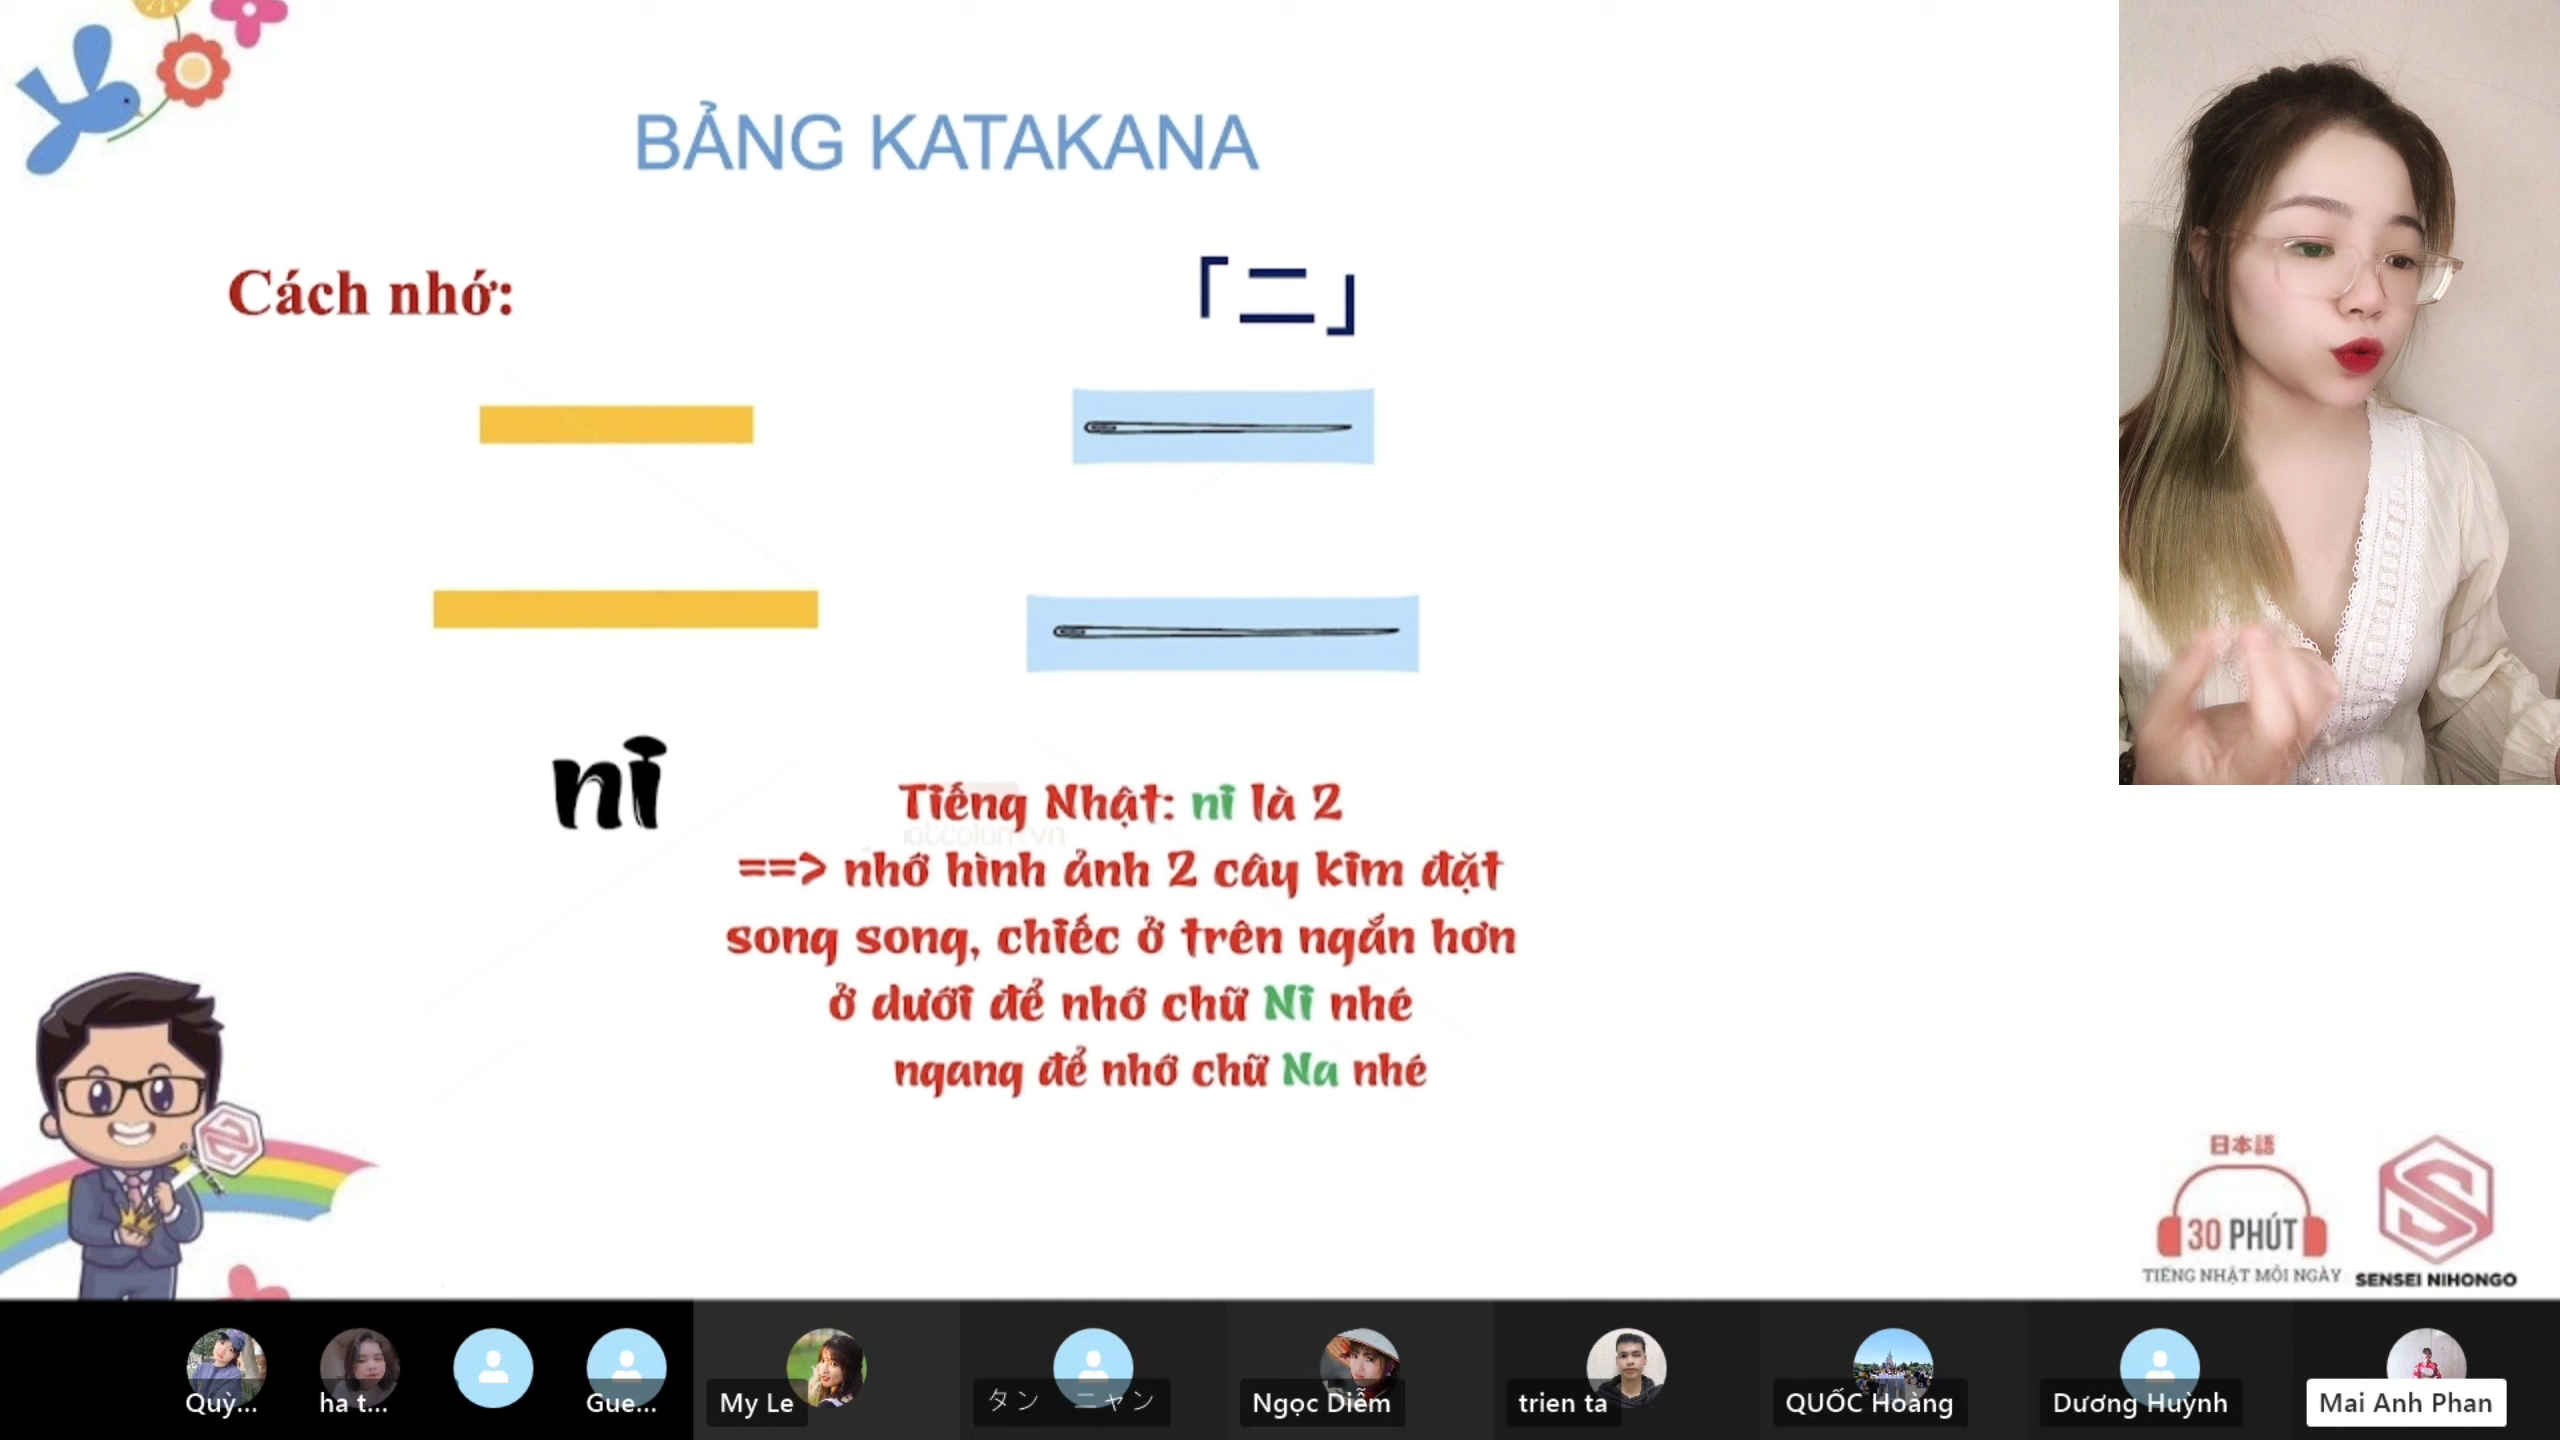 BẢNG KATAKANA
Cách nhớ:
「ニ」
ni
Tiếng Nhật: ni là 2
==> nhớ hình ảnh 2 cây kim đặt
song song, chiếc ở trên ngắn hơn
ở dưới để nhớ chữ Ni nhé
ngang để nhớ chữ Na nhé
日本語
30 PHÚT
TIẾNG NHẬT MỖI NGÀY
SENSEI NIHONGO
Quỳ...
ha t...
Gue...
My Le
タン ニャン
Ngọc Diễm
trien ta
QUỐC Hoàng
Dương Huỳnh
Mai Anh Phan